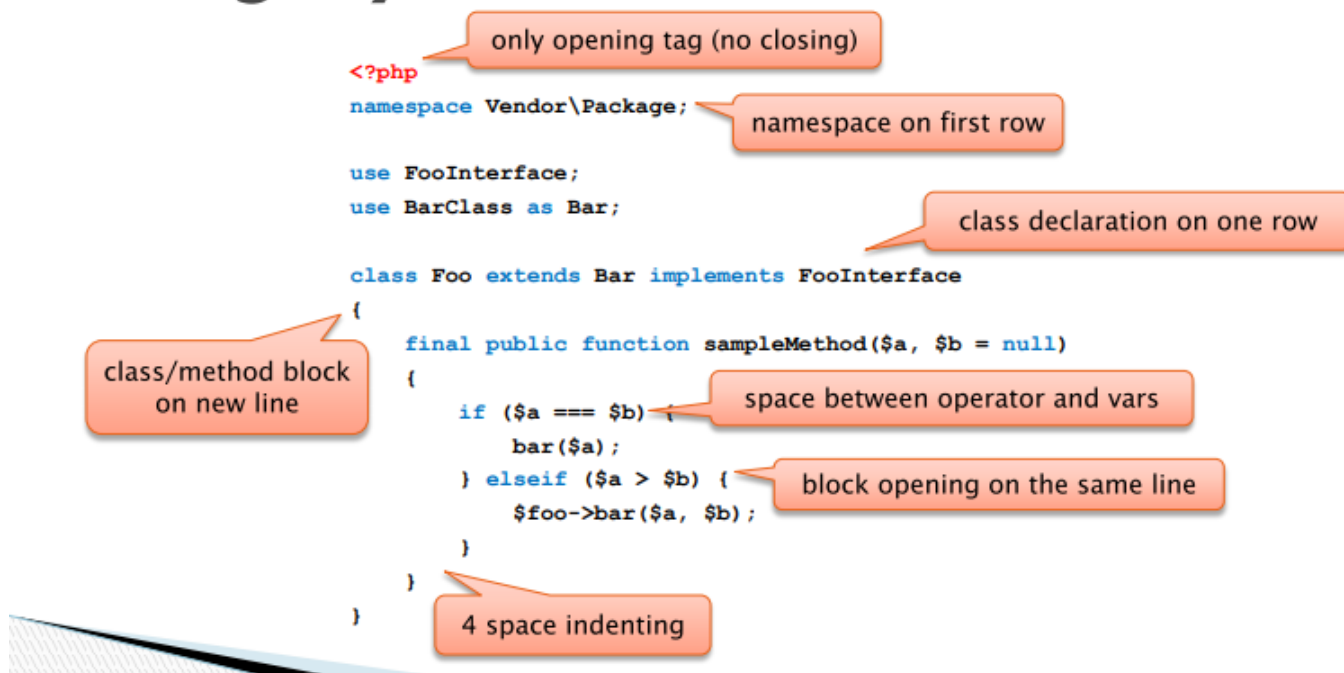 only opening tag (no closing)
<?php
namespace Vendor\Package;
namespace on first row
use FooInterface;
use BarClass as Bar;
class declaration on one row
class Foo extends Bar implements FooInterface
{
final public function sampleMethod($a, $b = null)
class/method block
on new line
{
if ($a === $b) {
space between operator and vars
bar($a);
} elseif ($a > $b) {
block opening on the same line
$foo->bar($a, $b);
}
}
}
4 space indenting